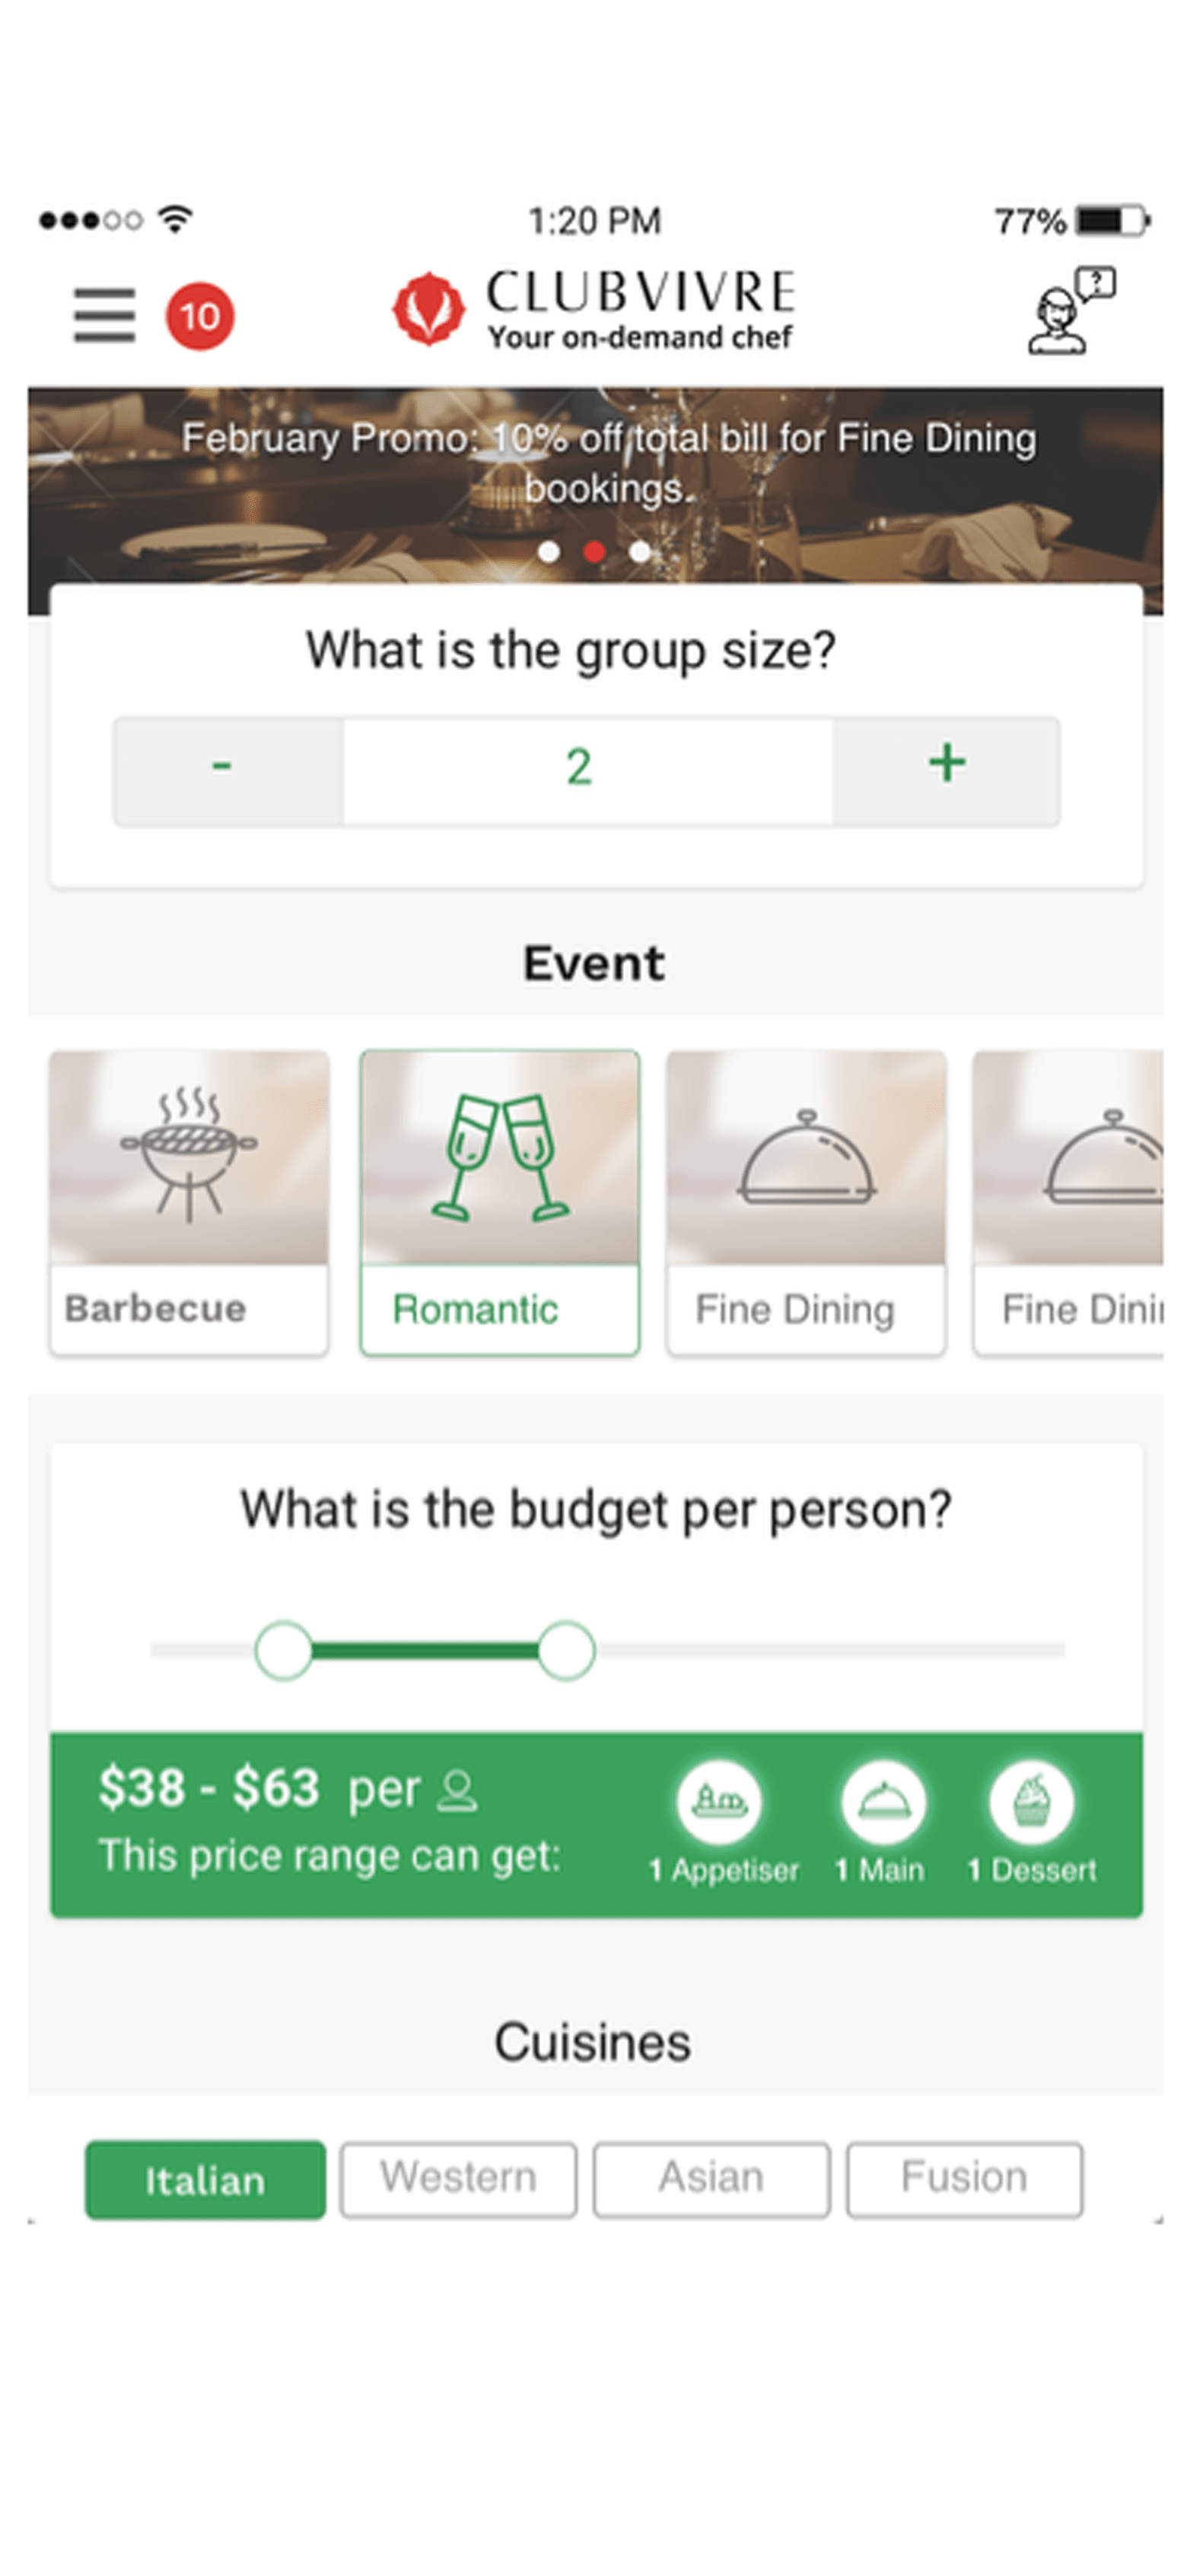 1:20 PM
77%
10
CLUBVIVRE
Your on-demand chef
?
February Promo: 10% off total bill for Fine Dining
bookings.
What is the group size?
- 2 +
Event
Barbecue
Romantic
Fine Dining
Fine Dinin
What is the budget per person?
$38 - $63 per
This price range can get:
1 Appetiser
1 Main
1 Dessert
Cuisines
Italian
Western
Asian
Fusion